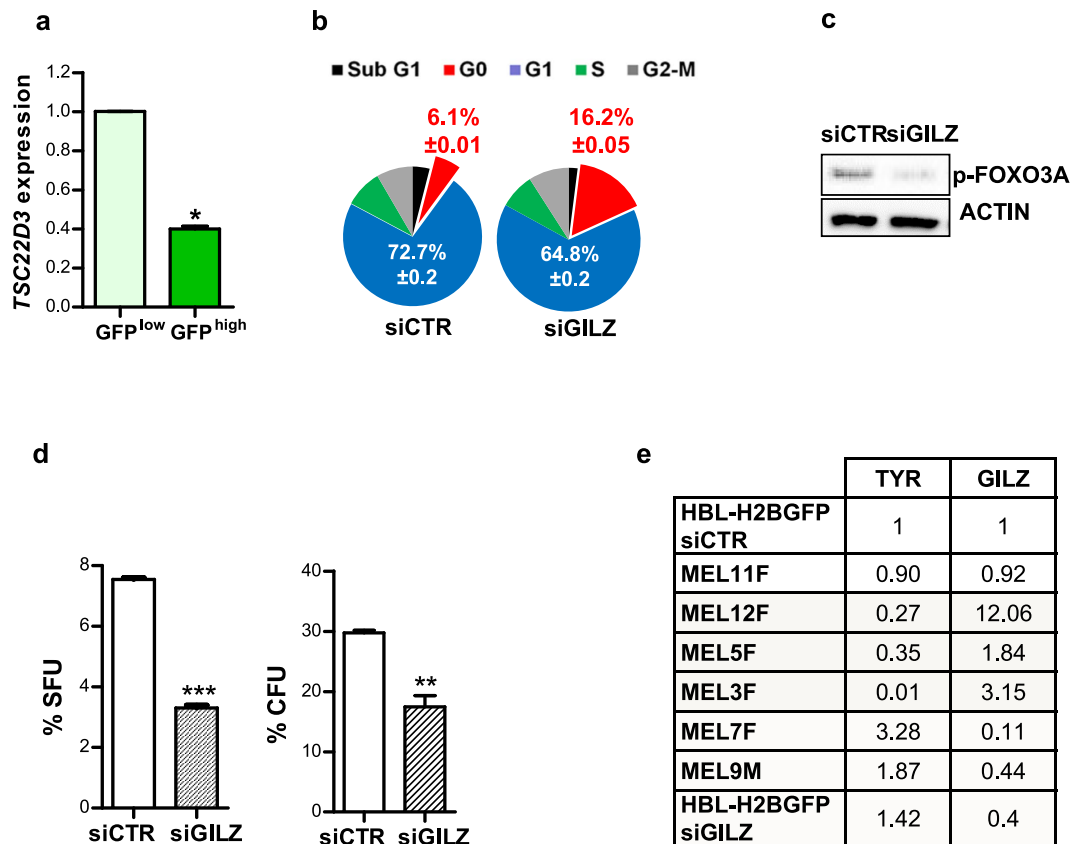 a
TSC22D3 expression
1.2
1.0
0.8
0.6
0.4
0.2
0.0
*
GFP low GFP high
b
Sub G1 G0 G1 S G2-M
6.1%
±0.01
72.7%
±0.2
siCTR
16.2%
±0.05
64.8%
±0.2
siGILZ
c
siCTRsiGILZ
p-FOXO3A
ACTIN
d
% SFU
8
6
4
2
0
***
siCTR siGILZ
% CFU
40
30
20
10
0
**
siCTR siGILZ
e
TYR GILZ
HBL-H2BGFP
siCTR 1 1
MEL11F 0.90 0.92
MEL12F 0.27 12.06
MEL5F 0.35 1.84
MEL3F 0.01 3.15
MEL7F 3.28 0.11
MEL9M 1.87 0.44
HBL-H2BGFP
siGILZ 1.42 0.4